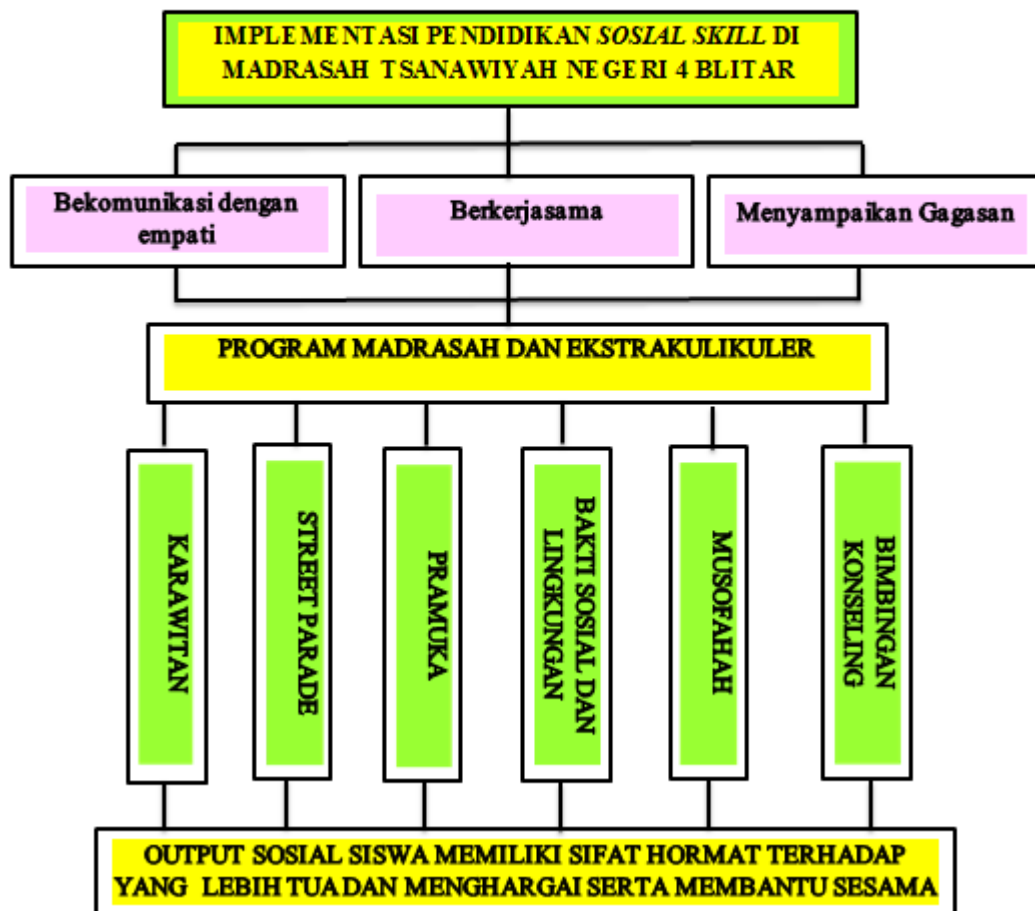 IMPLEMENTASI PENDIDIKAN SOSIAL SKILL DI
MADRASAH TSANAWIYAH NEGERI 4 BLITAR
Bekomunikasi dengan
empati
Berkerjasama
Menyampaikan Gagasan
PROGRAM MADRASAH DAN EKSTRAKULIKULER
KARAWITAN
STREET PARADE
PRAMUKA
BAKTI SOSIAL DAN
LINGKUNGAN
MUSOFAHAH
BIMBINGAN
KONSELING
OUTPUT SOSIAL SISWA MEMILIKI SIFAT HORMAT TERHADAP
YANG LEBIH TUA DAN MENGHARGAI SERTA MEMBANTU SESAMA